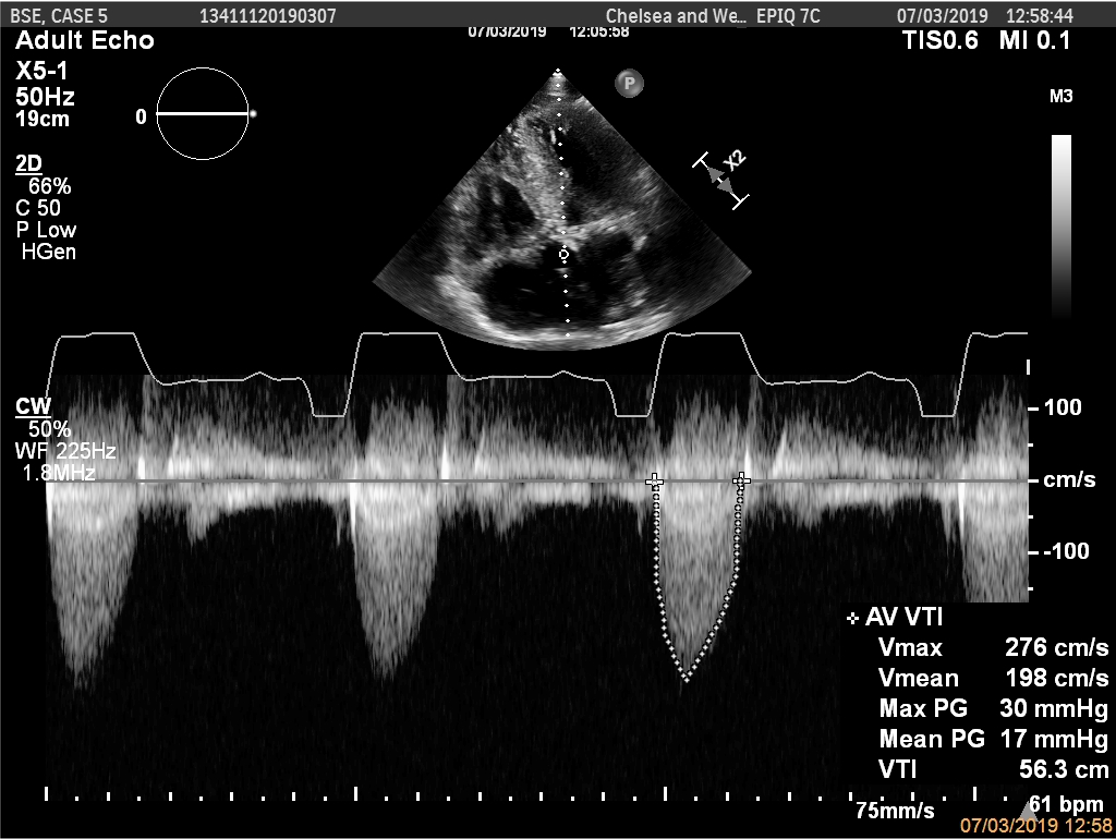 BSE, CASE 5 13411120190307 Chelsea and We... EPIQ 7C 07/03/2019 12:58:44
07/03/2019 12:05:58
Adult Echo TIS0.6 MI 0.1
X5-1
50Hz
19cm
0
P
X2
M3
2D
66%
C 50
P Low
HGen
CW
50%
WF 225Hz
1.8MHz
100
cm/s
-100
AV VTI
Vmax 276 cm/s
Vmean 198 cm/s
Max PG 30 mmHg
Mean PG 17 mmHg
VTI 56.3 cm
75mm/s 61 bpm
07/03/2019 12:58